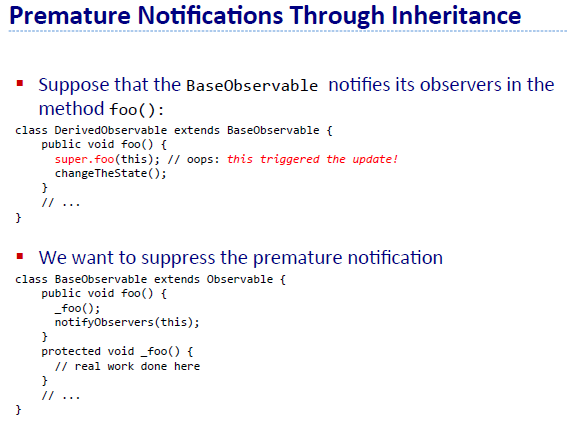 Premature Notifications Through Inheritance
▪ Suppose that the BaseObservable notifies its observers in the
method foo():
class DerivedObservable extends BaseObservable {
    public void foo() {
      super.foo(this); // oops: this triggered the update!
      changeTheState();
    }
    // ...
}
▪ We want to suppress the premature notification
class BaseObservable extends Observable {
    public void foo() {
      _foo();
      notifyObservers(this);
    }
    protected void _foo() {
      // real work done here
    }
    // ...
}